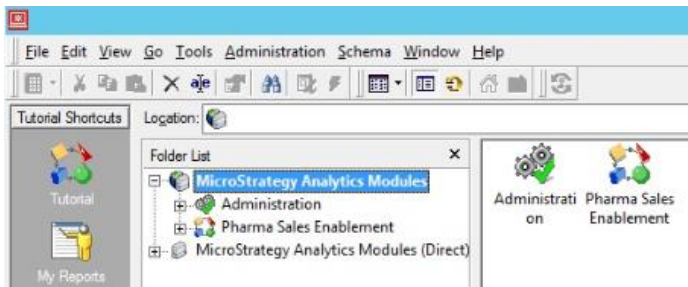 File Edit View Go Tools Administration Schema Window Help
Tutorial Shortcuts
Location:
Tutorial
My Reports
Folder List
MicroStrategy Analytics Modules
Administration
Pharma Sales Enablement
MicroStrategy Analytics Modules (Direct)
Administrati
on
Pharma Sales
Enablement